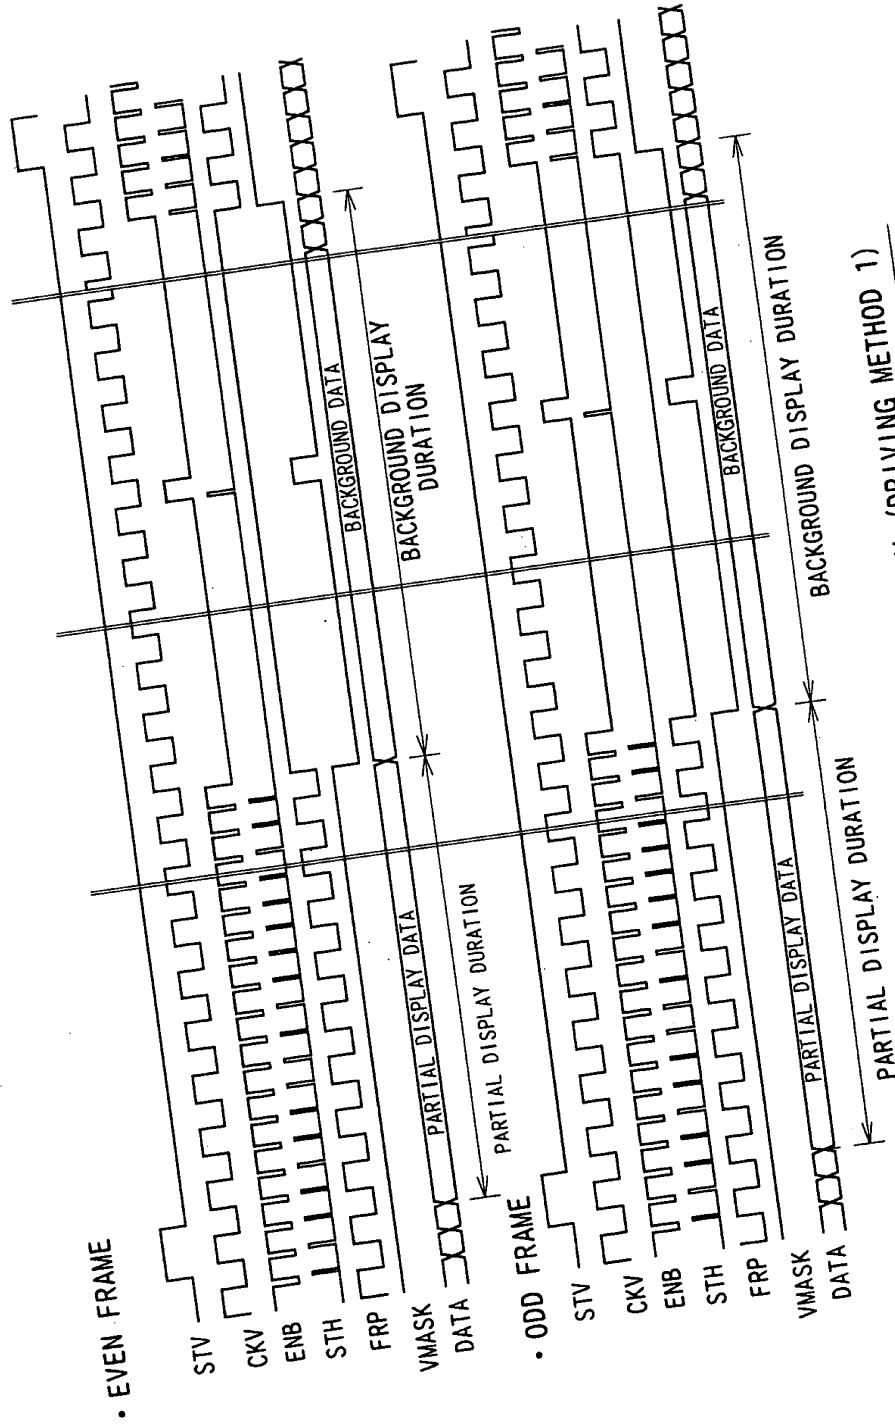 • EVEN FRAME
STV
CKV
ENB
STH
FRP
VMASK
DATA
PARTIAL DISPLAY DATA
BACKGROUND DATA
PARTIAL DISPLAY DURATION
BACKGROUND DISPLAY
DURATION
• ODD FRAME
STV
CKV
ENB
STH
FRP
VMASK
DATA
PARTIAL DISPLAY DATA
BACKGROUND DATA
PARTIAL DISPLAY DURATION
BACKGROUND DISPLAY DURATION
(DRIVING METHOD 1)